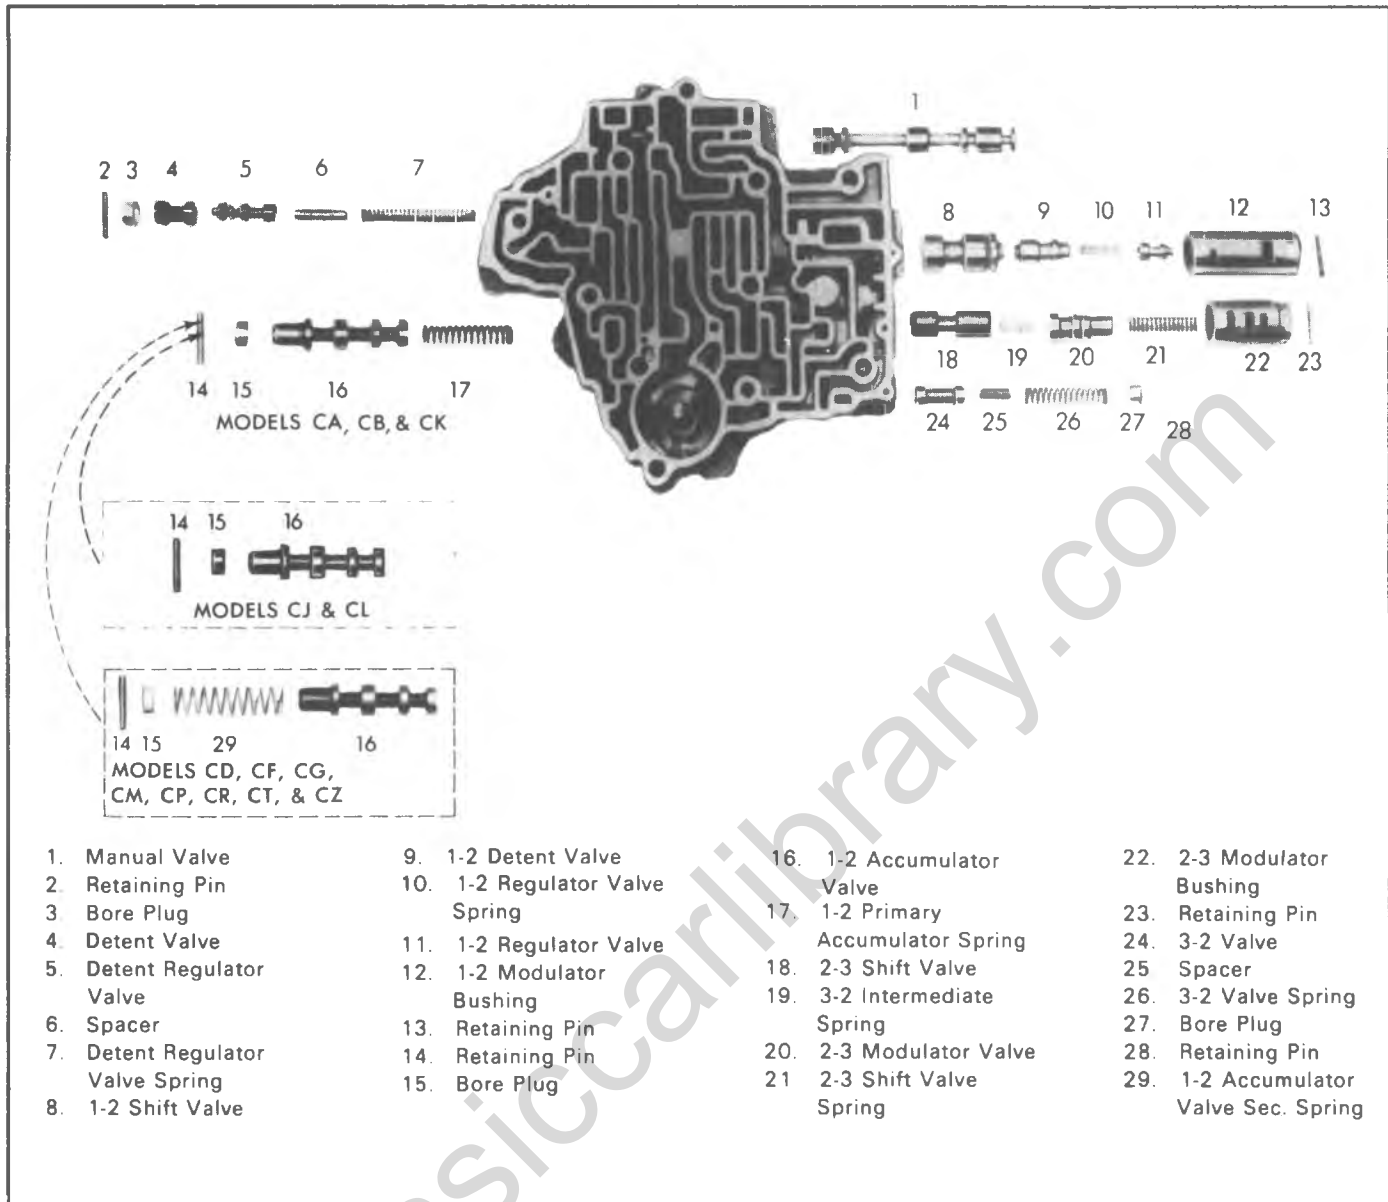 1
2 3 4 5 6 7
8 9 10 11 12 13
14 15 16 17
18 19 20 21 22 23
MODELS CA, CB, & CK
24 25 26 27 28
14 15 16
MODELS CJ & CL
14 15 29 16
MODELS CD, CF, CG,
CM, CP, CR, CT, & CZ
1. Manual Valve
2. Retaining Pin
3 Bore Plug
4. Detent Valve
5. Detent Regulator
Valve
6. Spacer
7. Detent Regulator
Valve Spring
8. 1-2 Shift Valve
9. 1-2 Detent Valve
10. 1-2 Regulator Valve
Spring
11. 1-2 Regulator Valve
12. 1-2 Modulator
Bushing
13. Retaining Pin
14. Retaining Pin
15. Bore Plug
16. 1-2 Accumulator
Valve
17. 1-2 Primary
Accumulator Spring
18. 2-3 Shift Valve
19. 3-2 Intermediate
Spring
20. 2-3 Modulator Valve
21 2-3 Shift Valve
Spring
22. 2-3 Modulator
Bushing
23. Retaining Pin
24. 3-2 Valve
25 Spacer
26. 3-2 Valve Spring
27. Bore Plug
28. Retaining Pin
29. 1-2 Accumulator
Valve Sec. Spring
ssiccarlibrary.com